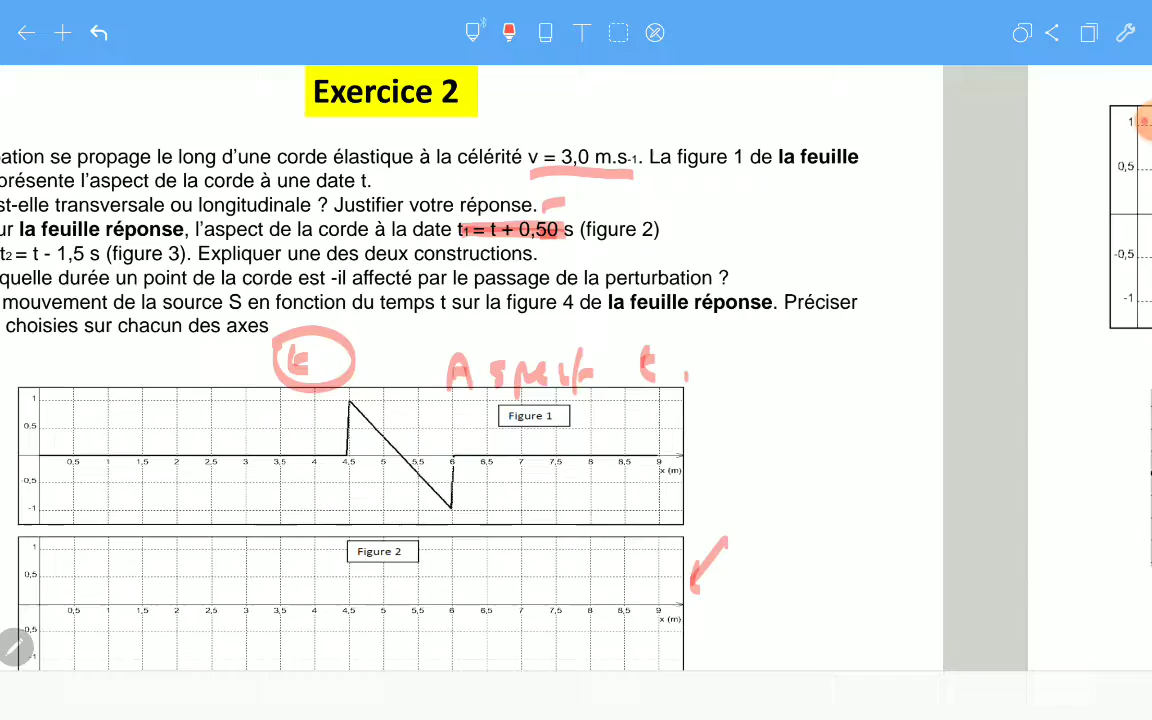 Exercice 2
ation se propage le long d’une corde élastique à la célérité v = 3,0 m.s-1. La figure 1 de la feuille
présente l’aspect de la corde à une date t.
st-elle transversale ou longitudinale ? Justifier votre réponse.
ur la feuille réponse, l’aspect de la corde à la date t1 = t + 0,50 s (figure 2)
t2 = t - 1,5 s (figure 3). Expliquer une des deux constructions.
quelle durée un point de la corde est -il affecté par le passage de la perturbation ?
mouvement de la source S en fonction du temps t sur la figure 4 de la feuille réponse. Préciser
choisies sur chacun des axes
t Aspect t.
1
Figure 1
0,5
0,5 1 1,5 2 2,5 3 3,5 4 4,5 5 5,5 6 6,5 7 7,5 8 8,5 9
x (m)
-0,5
-1
1
Figure 2
0,5
0,5 1 1,5 2 2,5 3 3,5 4 4,5 5 5,5 6 6,5 7 7,5 8 8,5 9
x (m)
-0,5
-1
1
0,5
-0,5
-1